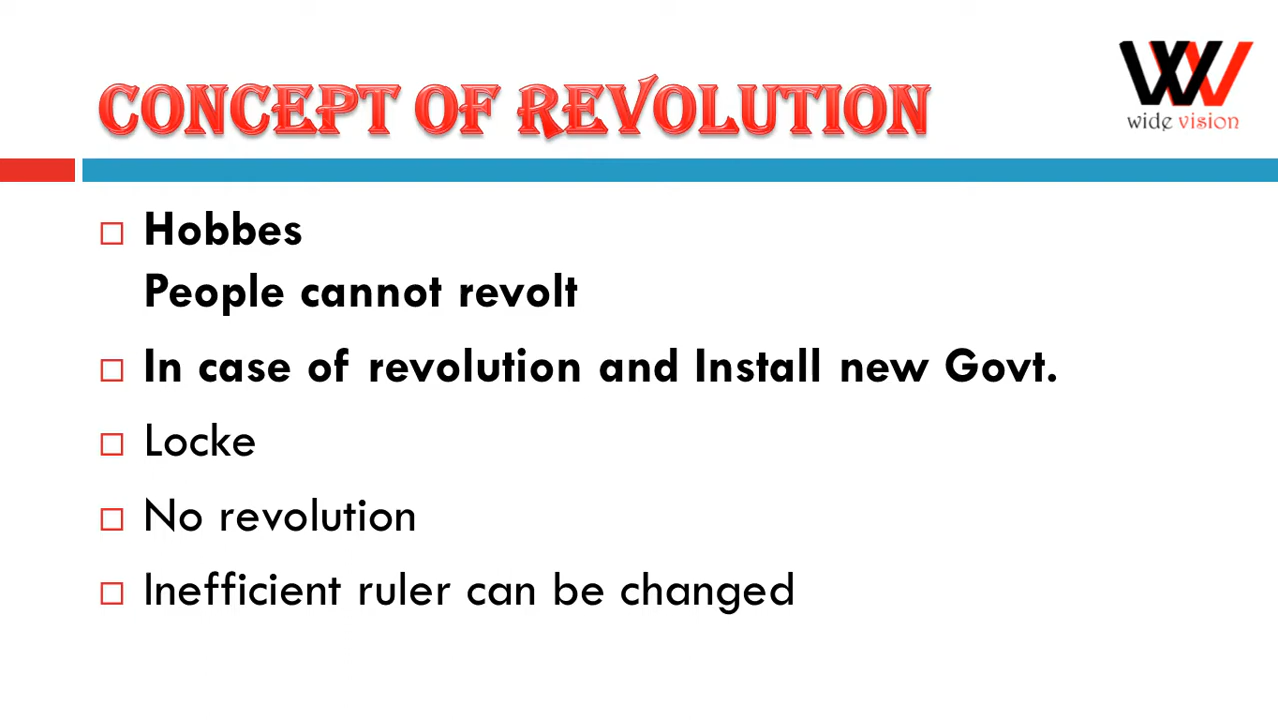 CONCEPT OF REVOLUTION
wide vision
Hobbes
People cannot revolt
In case of revolution and Install new Govt.
Locke
No revolution
Inefficient ruler can be changed